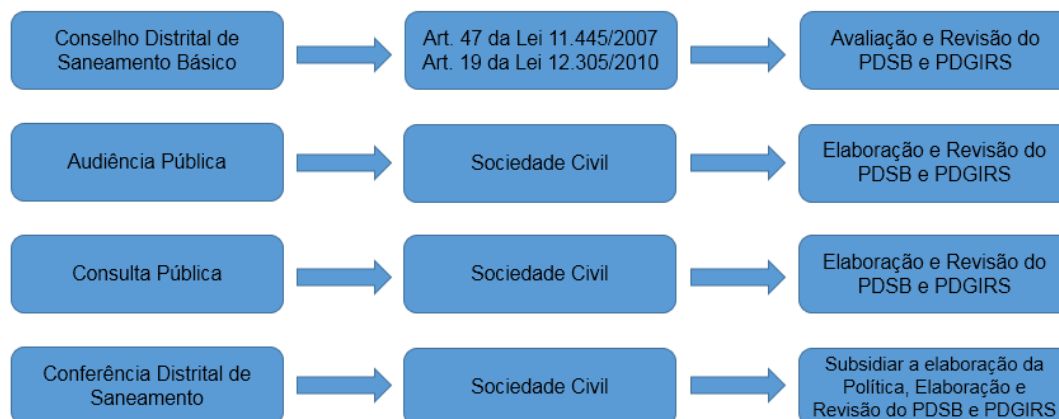 Conselho Distrital de
Saneamento Básico
Art. 47 da Lei 11.445/2007
Art. 19 da Lei 12.305/2010
Avaliação e Revisão do
PDSB e PDGIRS
Audiência Pública
Sociedade Civil
Elaboração e Revisão do
PDSB e PDGIRS
Consulta Pública
Sociedade Civil
Elaboração e Revisão do
PDSB e PDGIRS
Conferência Distrital de
Saneamento
Sociedade Civil
Subsidiar a elaboração da
Política, Elaboração e
Revisão do PDSB e PDGIRS